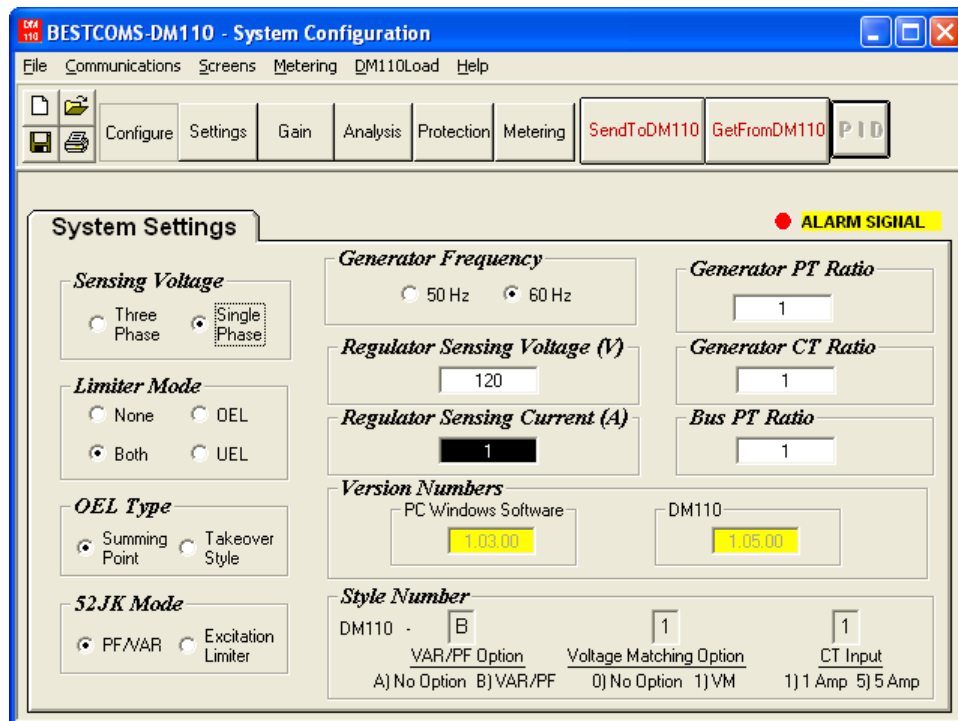 DM
110
BESTCOMS-DM110 - System Configuration
File Communications Screens Metering DM110Load Help
Configure Settings Gain Analysis Protection Metering SendToDM110 GetFromDM110 PID
System Settings
ALARM SIGNAL
Sensing Voltage
Three
Phase
Single
Phase
Limiter Mode
None OEL
Both UEL
OEL Type
Summing
Point
Takeover
Style
52JK Mode
PF/VAR
Excitation
Limiter
Generator Frequency
50 Hz 60 Hz
Regulator Sensing Voltage (V)
120
Regulator Sensing Current (A)
1
Generator PT Ratio
1
Generator CT Ratio
1
Bus PT Ratio
1
Version Numbers
PC Windows Software
1.03.00
DM110
1.05.00
Style Number
DM110 - B 1 1
VAR/PF Option Voltage Matching Option CT Input
A) No Option B) VAR/PF 0) No Option 1) VM 1) 1 Amp 5) 5 Amp